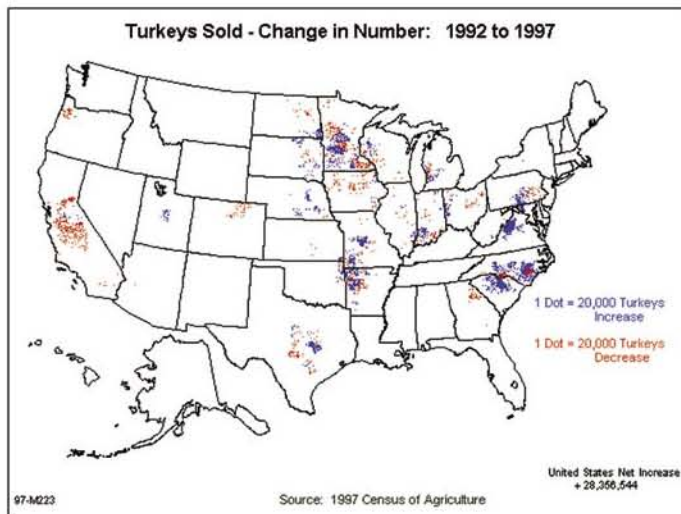 Turkeys Sold - Change in Number: 1992 to 1997
1 Dot = 20,000 Turkeys
Increase
1 Dot = 20,000 Turkeys
Decrease
United States Net Increase
+ 28,356,544
97-M223
Source: 1997 Census of Agriculture